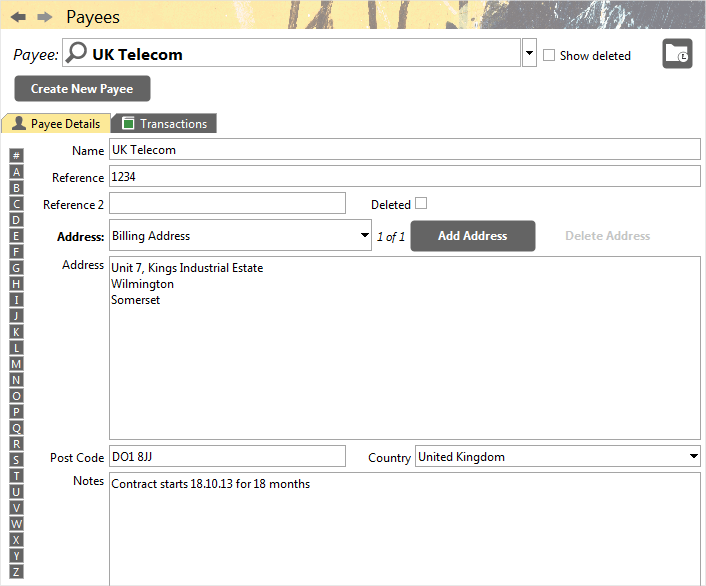 Payees
Payee: UK Telecom Show deleted
Create New Payee
Payee Details Transactions
Name UK Telecom
Reference 1234
Reference 2 Deleted
Address: Billing Address 1 of 1 Add Address Delete Address
Address Unit 7, Kings Industrial Estate
Wilmington
Somerset
Post Code DO1 8JJ Country United Kingdom
Notes Contract starts 18.10.13 for 18 months
#
A
B
C
D
E
F
G
H
I
J
K
L
M
N
O
P
Q
R
S
T
U
V
W
X
Y
Z